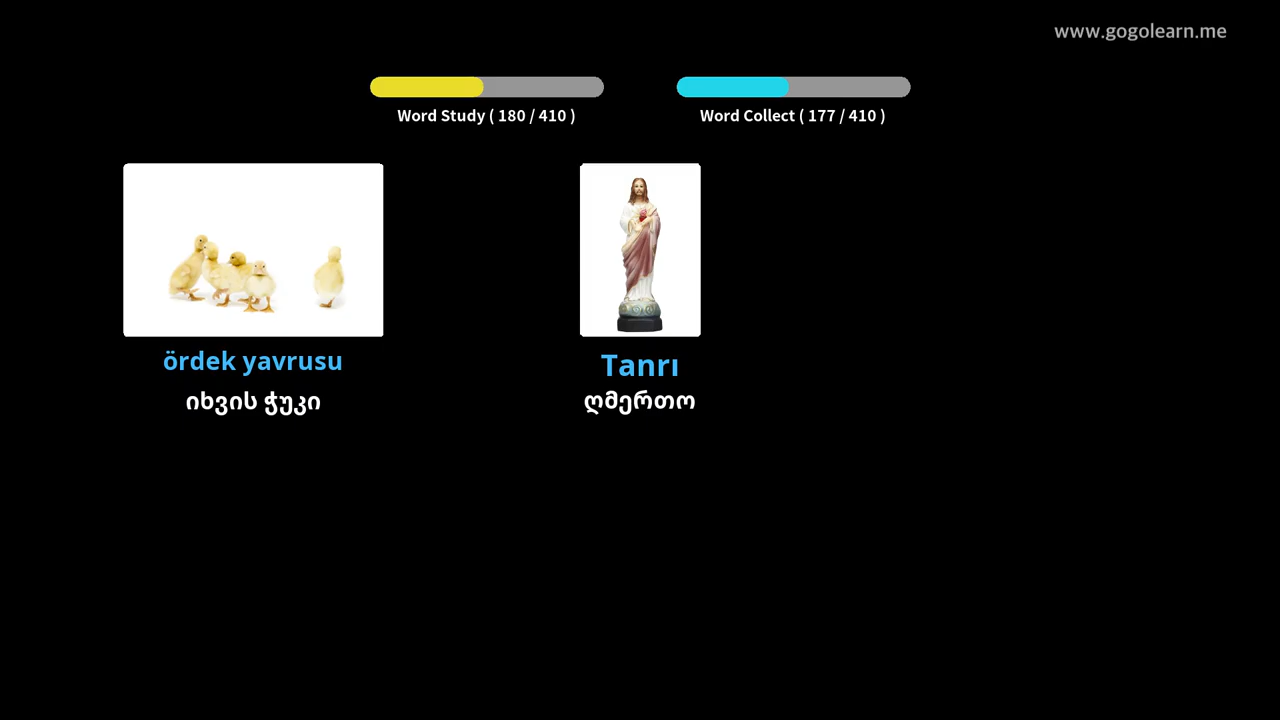 www.gogolearn.me
Word Study ( 180 / 410 )
Word Collect ( 177 / 410 )
ördek yavrusu
იხვის ჭუკი
Tanrı
ღმერთო